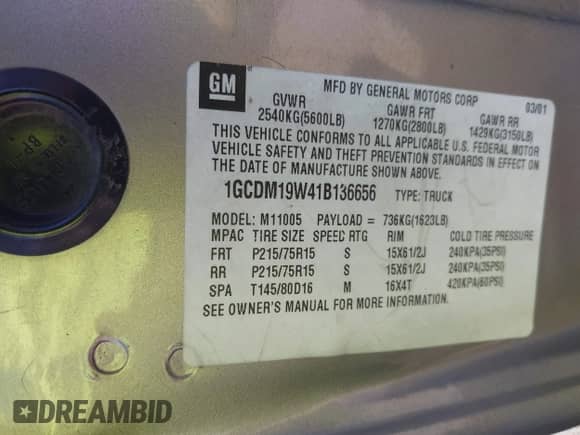 GM
MFD BY GENERAL MOTORS CORP 03/01
GVWR GAWR FRT GAWR RR
2540KG(5600LB) 1270KG(2800LB) 1429KG(3150LB)
THIS VEHICLE CONFORMS TO ALL APPLICABLE U.S. FEDERAL MOTOR
VEHICLE SAFETY AND THEFT PREVENTION STANDARDS IN EFFECT ON
THE DATE OF MANUFACTURE SHOWN ABOVE.
1GCDM19W41B136656 TYPE: TRUCK
MODEL: M11005 PAYLOAD = 736KG(1623LB)
MPAC TIRE SIZE SPEED RTG RIM COLD TIRE PRESSURE
FRT P215/75R15 S 15X61/2J 240KPA(35PSI)
RR P215/75R15 S 15X61/2J 240KPA(35PSI)
SPA T145/80D16 M 16X4T 420KPA(60PSI)
SEE OWNER'S MANUAL FOR MORE INFORMATION.
DREAMBID